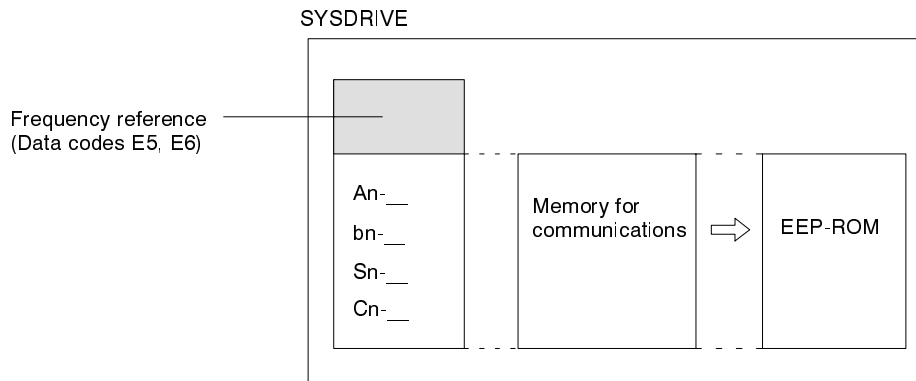 SYSDRIVE
Frequency reference
(Data codes E5, E6)
An-__
bn-__
Sn-__
Cn-__
Memory for
communications
EEP-ROM